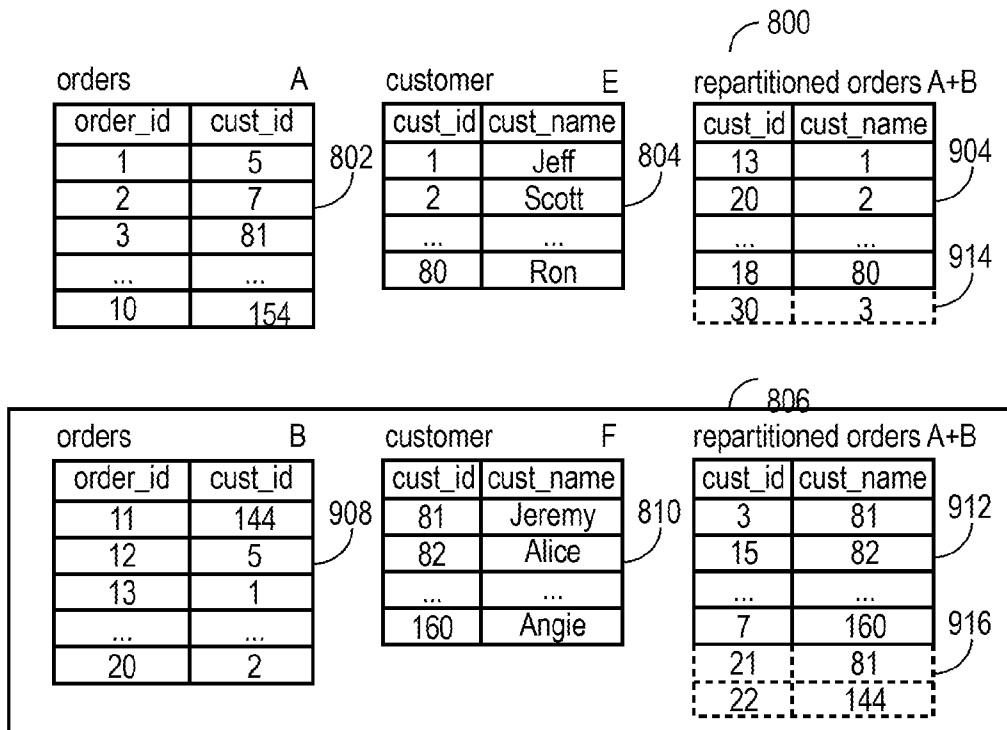 800
orders A customer E repartitioned orders A+B
order_id cust_id cust_id cust_name cust_id cust_name
1 5 802 1 Jeff 804 13 1 904
2 7 2 Scott 20 2
3 81 ... ... ... ...
... ... 80 Ron 18 80 914
10 154 30 3
806
orders B customer F repartitioned orders A+B
order_id cust_id cust_id cust_name cust_id cust_name
11 144 908 81 Jeremy 810 3 81 912
12 5 82 Alice 15 82
13 1 ... ... ... ...
... ... 160 Angie 7 160 916
20 2 21 81
22 144